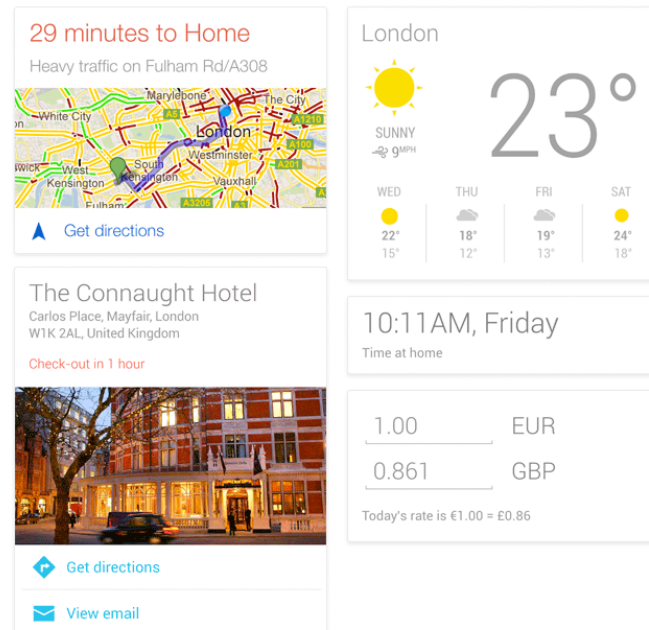 29 minutes to Home
Heavy traffic on Fulham Rd/A308
Marylebone
The City
White City
A5
A1210
London
A100
Westminster
A201
West
Kensington
South
Kensington
Vauxhall
Fulham
A3205
A3
Get directions
The Connaught Hotel
Carlos Place, Mayfair, London
W1K 2AL, United Kingdom
Check-out in 1 hour
Get directions
View email
London
23°
SUNNY
9MPH
WED THU FRI SAT
22° 18° 19° 24°
15° 12° 13° 18°
10:11AM, Friday
Time at home
1.00 EUR
0.861 GBP
Today's rate is €1.00 = £0.86